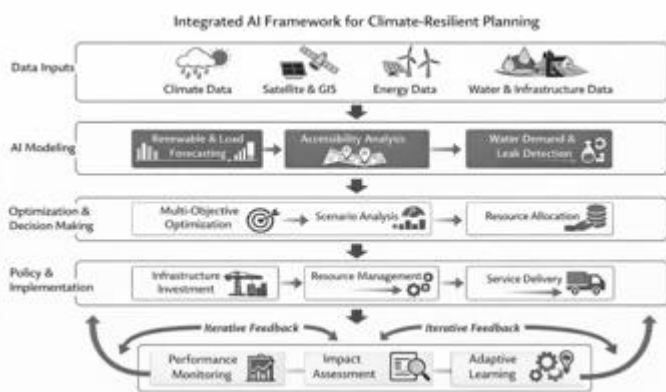 Integrated AI Framework for Climate-Resilient Planning
Data Inputs
Climate Data
Satellite & GIS
Energy Data
Water & Infrastructure Data
AI Modeling
Renewable & Load
Forecasting
Accessibility Analysis
Water Demand &
Leak Detection
Optimization &
Decision Making
Multi-Objective
Optimization
Scenario Analysis
Resource Allocation
Policy &
Implementation
Infrastructure
Investment
Resource Management
Service Delivery
Iterative Feedback
Iterative Feedback
Performance
Monitoring
Impact
Assessment
Adaptive
Learning